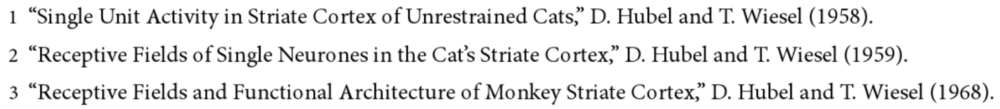 1 “Single Unit Activity in Striate Cortex of Unrestrained Cats,” D. Hubel and T. Wiesel (1958).
2 “Receptive Fields of Single Neurones in the Cat’s Striate Cortex,” D. Hubel and T. Wiesel (1959).
3 “Receptive Fields and Functional Architecture of Monkey Striate Cortex,” D. Hubel and T. Wiesel (1968).